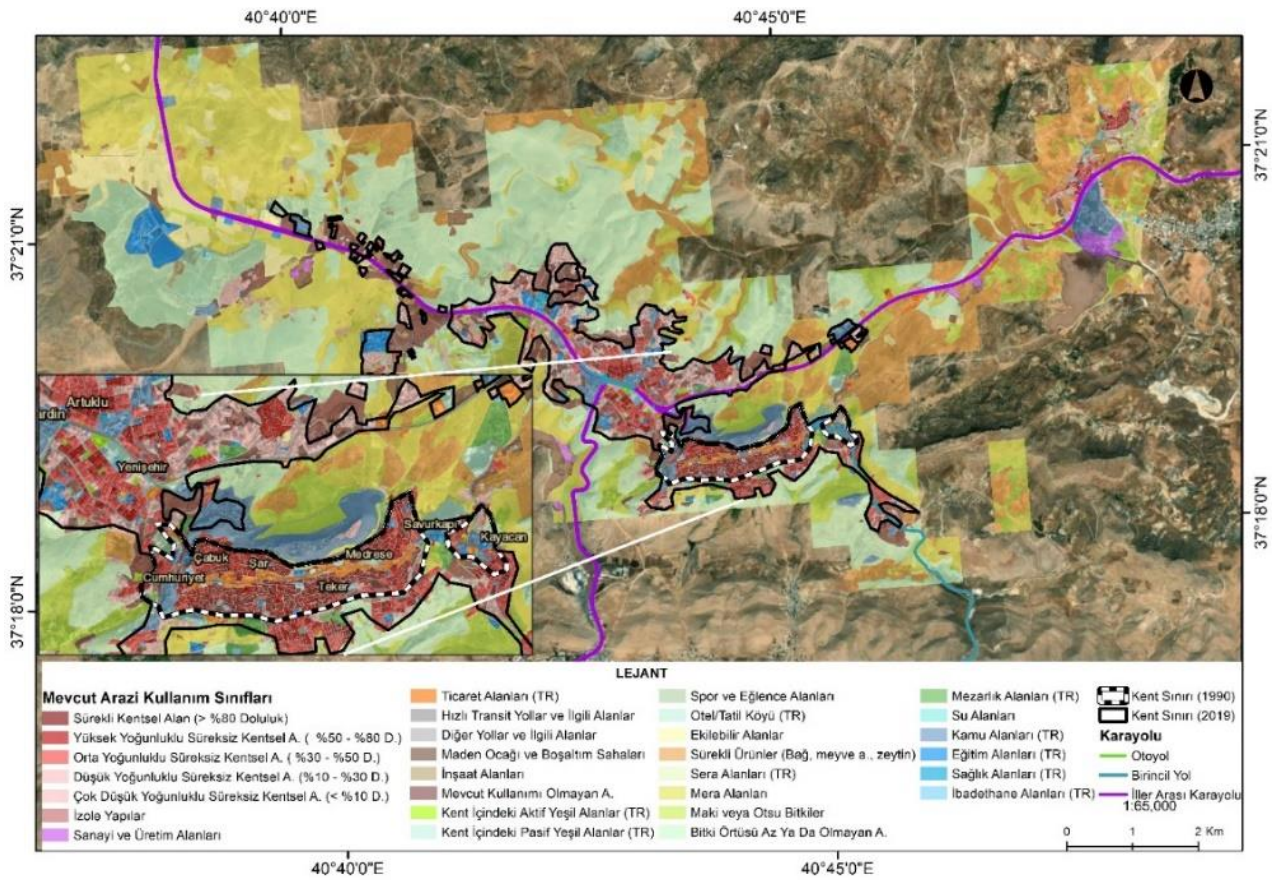 40°40'0"E
40°45'0"E
37°21'0"N
37°21'0"N
37°18'0"N
37°18'0"N
Artuklu
ardin
Yenişehir
Savurkapı
Kayacan
Çabuk
Şar
Medrese
Cumhuriyet
Teker
LEJANT
Mevcut Arazi Kullanım Sınıfları
Sürekli Kentsel Alan (> %80 Doluluk)
Yüksek Yoğunluklu Süreksiz Kentsel A. ( %50 - %80 D.)
Orta Yoğunluklu Süreksiz Kentsel A. ( %30 - %50 D.)
Düşük Yoğunluklu Süreksiz Kentsel A. (%10 - %30 D.)
Çok Düşük Yoğunluklu Süreksiz Kentsel A. (< %10 D.)
İzole Yapılar
Sanayi ve Üretim Alanları
Ticaret Alanları (TR)
Hızlı Transit Yollar ve İlgili Alanlar
Diğer Yollar ve İlgili Alanlar
Maden Ocağı ve Boşaltım Sahaları
İnşaat Alanları
Mevcut Kullanımı Olmayan A.
Kent İçindeki Aktif Yeşil Alanlar (TR)
Kent İçindeki Pasif Yeşil Alanlar (TR)
Spor ve Eğlence Alanları
Otel/Tatil Köyü (TR)
Ekilebilir Alanlar
Sürekli Ürünler (Bağ, meyve a., zeytin)
Sera Alanları (TR)
Mera Alanları
Maki veya Otsu Bitkiler
Bitki Örtüsü Az Ya Da Olmayan A.
Mezarlık Alanları (TR)
Su Alanları
Kamu Alanları (TR)
Eğitim Alanları (TR)
Sağlık Alanları (TR)
İbadethane Alanları (TR)
Kent Sınırı (1990)
Kent Sınırı (2019)
Karayolu
Otoyol
Birincil Yol
İller Arası Karayolu
1:65,000
0 1 2 Km
40°40'0"E
40°45'0"E